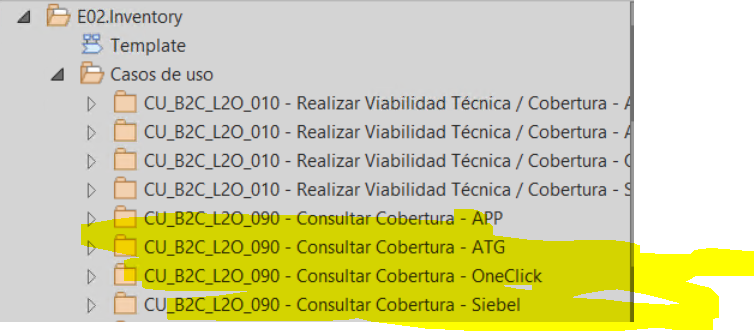 E02.Inventory
Template
Casos de uso
CU_B2C_L2O_010 - Realizar Viabilidad Técnica / Cobertura - A
CU_B2C_L2O_010 - Realizar Viabilidad Técnica / Cobertura - A
CU_B2C_L2O_010 - Realizar Viabilidad Técnica / Cobertura - O
CU_B2C_L2O_010 - Realizar Viabilidad Técnica / Cobertura - S
CU_B2C_L2O_090 - Consultar Cobertura - APP
CU_B2C_L2O_090 - Consultar Cobertura - ATG
CU_B2C_L2O_090 - Consultar Cobertura - OneClick
CU_B2C_L2O_090 - Consultar Cobertura - Siebel